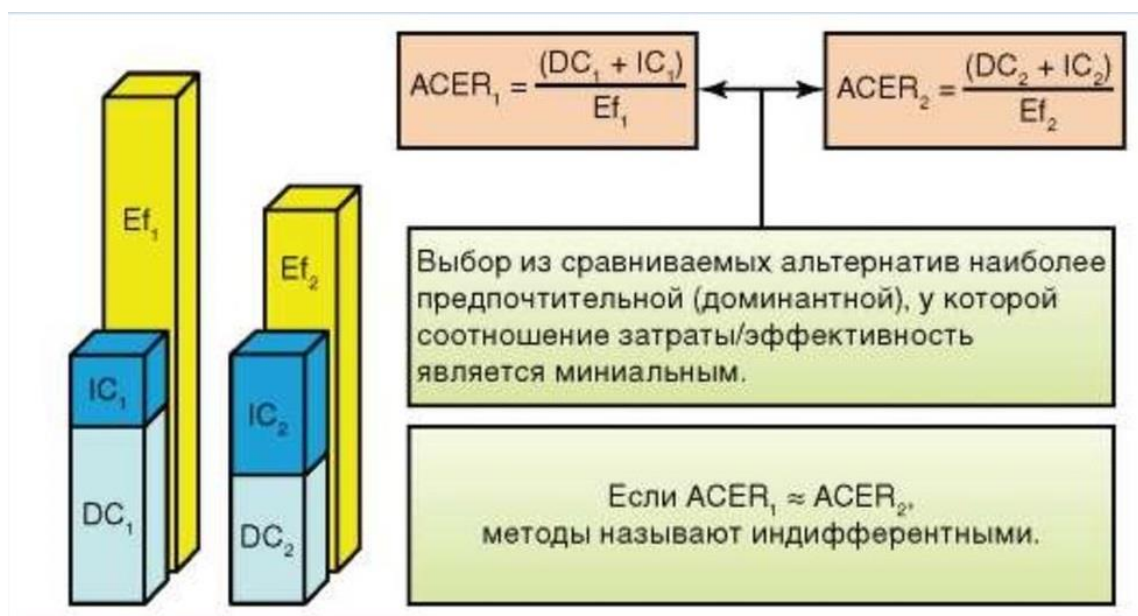 ACER₁ = (DC₁ + IC₁) / Ef₁
ACER₂ = (DC₂ + IC₂) / Ef₂
Ef₁
Ef₂
IC₁
IC₂
DC₁
DC₂
Выбор из сравниваемых альтернатив наиболее
предпочтительной (доминантной), у которой
соотношение затраты/эффективность
является миниальным.
Если ACER₁ ≈ ACER₂,
методы называют индифферентными.